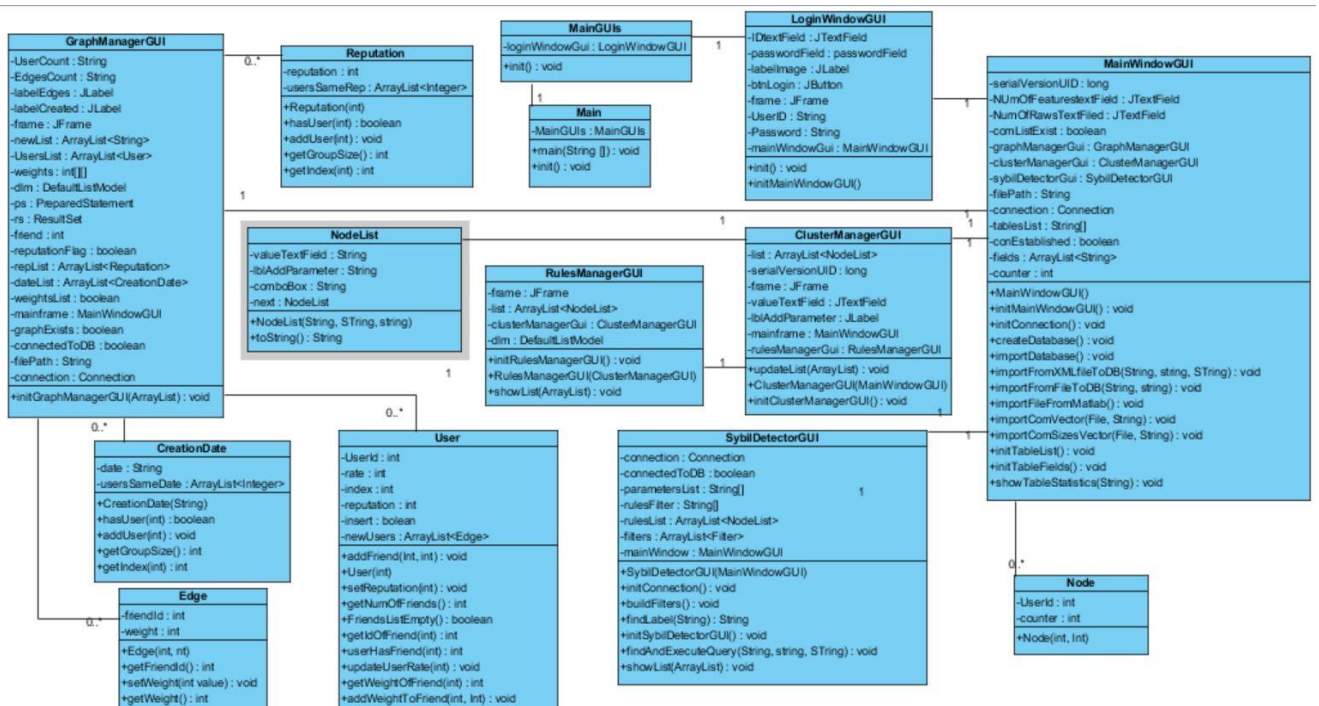 GraphManagerGUI
-UserCount : String
-EdgesCount : String
-labelEdges : JLabel
-labelCreated : JLabel
-frame : JFrame
-newList : ArrayList<String>
-UsersList : ArrayList<User>
-weights : int[][]
-dlm : DefaultListModel
-ps : PreparedStatement
-rs : ResultSet
-friend : int
-reputationFlag : boolean
-repList : ArrayList<Reputation>
-dateList : ArrayList<CreationDate>
-weightsList : boolean
-mainframe : MainWindowGUI
-graphExists : boolean
-connectedToDB : boolean
-filePath : String
-connection : Connection
+initGraphManagerGUI(ArrayList) : void
0..*
Reputation
-reputation : int
-usersSameRep : ArrayList<Integer>
+Reputation(int)
+hasUser(int) : boolean
+addUser(int) : void
+getGroupSize() : int
+getIndex(int) : int
MainGUIs
-loginWindowGui : LoginWindowGUI
+init() : void
1
1
Main
-MainGUIs : MainGUIs
+main(String []) : void
+init() : void
LoginWindowGUI
-IDtextField : JTextField
-passwordField : passwordField
-labelImage : JLabel
-btnLogin : JButton
-frame : JFrame
-UserID : String
-Password : String
-mainWindowGui : MainWindowGUI
+init() : void
+initMainWindowGUI()
1
MainWindowGUI
-serialVersionUID : long
-NUmOfFeaturestextField : JTextField
-NumOfRawsTextFiled : JTextField
-comListExist : boolean
-graphManagerGui : GraphManagerGUI
-clusterManagerGui : ClusterManagerGUI
-sybilDetectorGui : SybilDetectorGUI
-filePath : String
-connection : Connection
-tablesList : String[]
-conEstablished : boolean
-fields : ArrayList<String>
-counter : int
+MainWindowGUI()
+initMainWindowGUI() : void
+initConnection() : void
+createDatabase() : void
+importDatabase() : void
+importFromXMLfileToDB(String, string, STring) : void
+importFromFileToDB(String, string) : void
+importFileFromMatlab() : void
+importComVector(File, String) : void
+importComSizesVector(File, String) : void
+initTableList() : void
+initTableFields() : void
+showTableStatistics(String) : void
1
1
1
1
1
NodeList
-valueTextField : String
-lblAddParameter : String
-comboBox : String
-next : NodeList
+NodeList(String, STring, string)
+toString() : String
1
RulesManagerGUI
-frame : JFrame
-list : ArrayList<NodeList>
-clusterManagerGui : ClusterManagerGUI
-dlm : DefaultListModel
+initRulesManagerGUI() : void
+RulesManagerGUI(ClusterManagerGUI)
+showList(ArrayList) : void
1
ClusterManagerGUI
-list : ArrayList<NodeList>
-serialVersionUID : long
-frame : JFrame
-valueTextField : JTextField
-lblAddParameter : JLabel
-mainframe : MainWindowGUI
-rulesManagerGui : RulesManagerGUI
+updateList(ArrayList) : void
+ClusterManagerGUI(MainWindowGUI)
+initClusterManagerGUI() : void
1
1
0..*
CreationDate
-date : String
-usersSameDate : ArrayList<Integer>
+CreationDate(String)
+hasUser(int) : boolean
+addUser(int) : void
+getGroupSize() : int
+getIndex(int) : int
0..*
Edge
-friendId : int
-weight : int
+Edge(int, nt)
+getFriendId() : int
+setWeight(int value) : void
+getWeight() : int
0..*
User
-UserId : int
-rate : int
-index : int
-reputation : int
-insert : bolean
-newUsers : ArrayList<Edge>
+addFriend(Int, int) : void
+User(int)
+setReputation(int) : void
+getNumOfFriends() : int
+FriendsListEmpty() : boolean
+getIdOfFriend(int) : int
+userHasFriend(int) : int
+updateUserRate(int) : void
+getWeightOfFriend(int) : int
+addWeightToFriend(int, Int) : void
SybilDetectorGUI
-connection : Connection
-connectedToDB : boolean
-parametersList : String[]
-rulesFilter : String[]
-rulesList : ArrayList<NodeList>
-filters : ArrayList<Filter>
-mainWindow : MainWindowGUI
+SybilDetectorGUI(MainWindowGUI)
+initConnection() : void
+buildFilters() : void
+findLabel(String) : String
+initSybilDetectorGUI() : void
+findAndExecuteQuery(String, string, STring) : void
+showList(ArrayList) : void
1
0..*
Node
-UserId : int
-counter : int
+Node(int, Int)